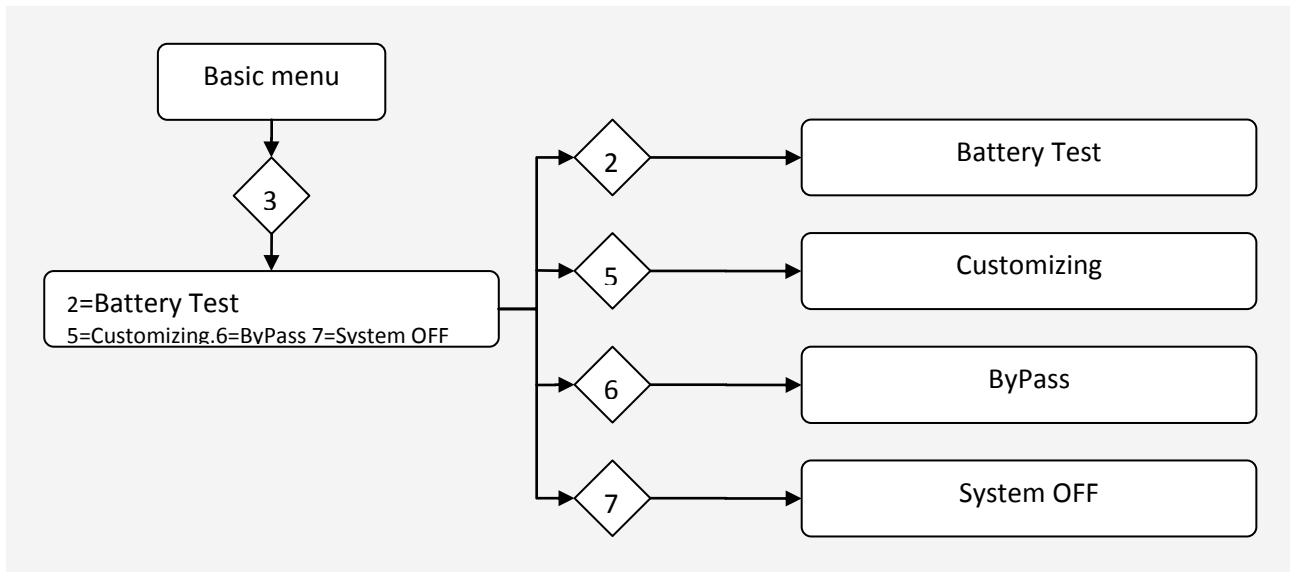 Basic menu
3
2=Battery Test
5=Customizing.6=ByPass 7=System OFF
2
Battery Test
5
Customizing
6
ByPass
7
System OFF